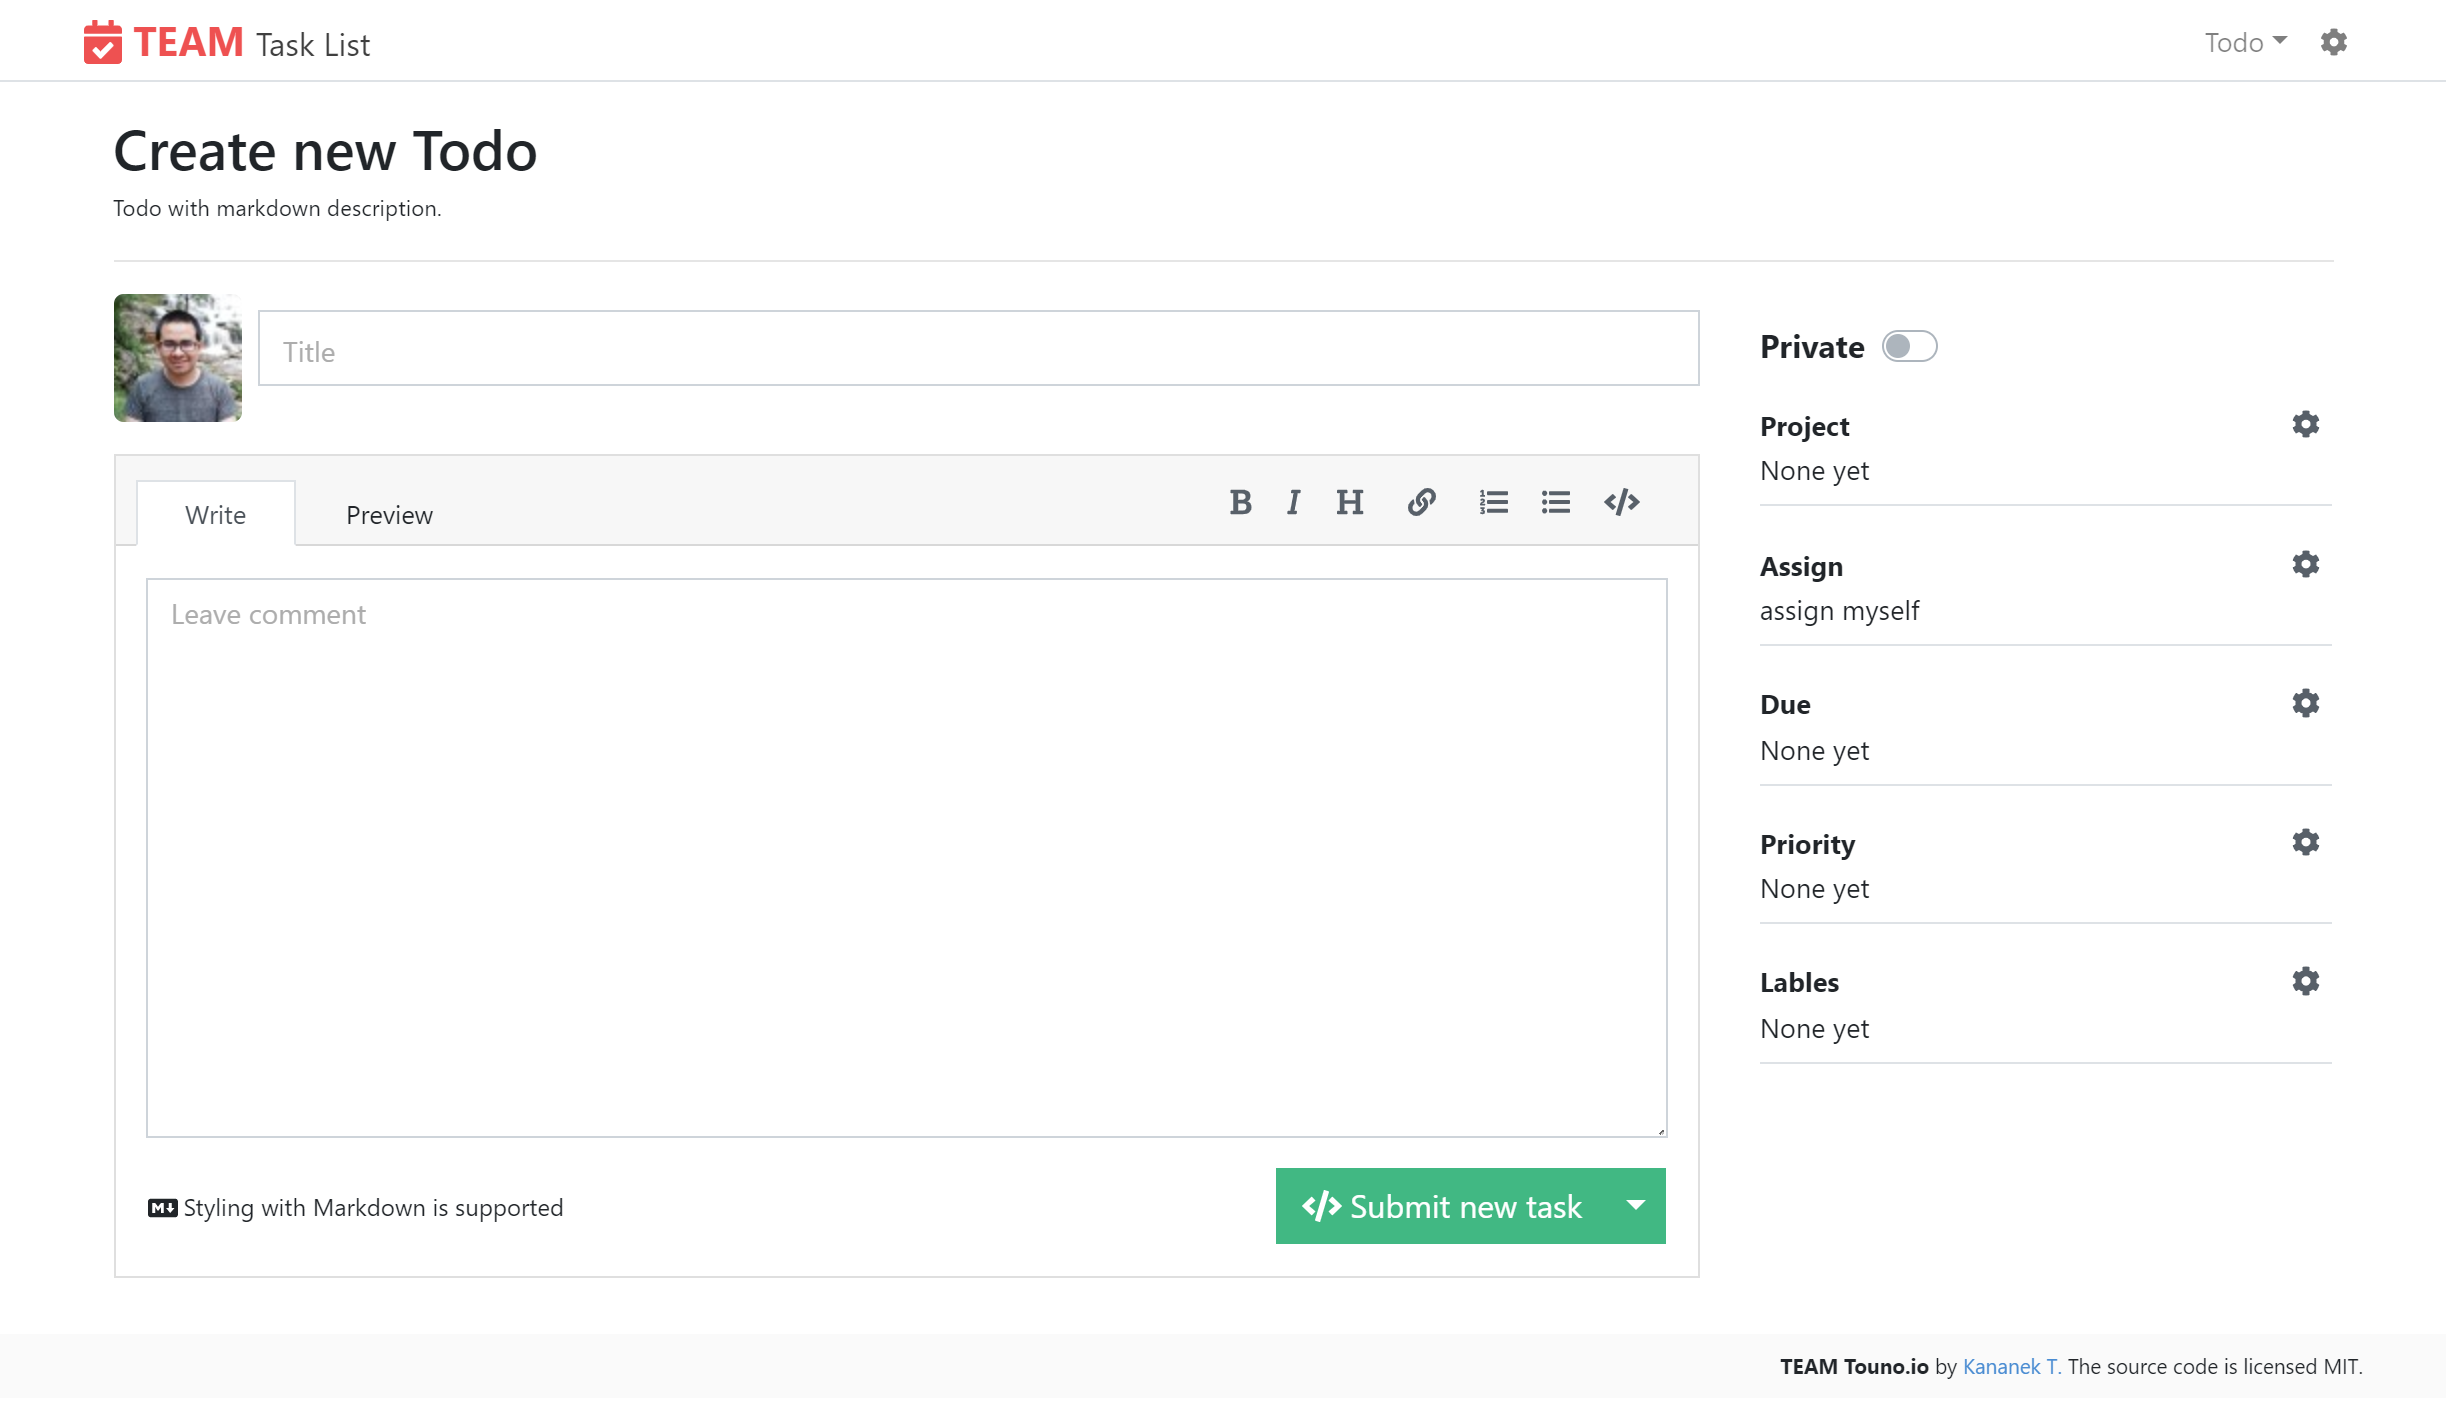 TEAM Task List
Todo
Create new Todo
Todo with markdown description.
Title
Private
Project
None yet
Write
Preview
B I H
Assign
assign myself
Leave comment
Due
None yet
Priority
None yet
Lables
None yet
M Styling with Markdown is supported
</> Submit new task
TEAM Touno.io by Kananek T. The source code is licensed MIT.